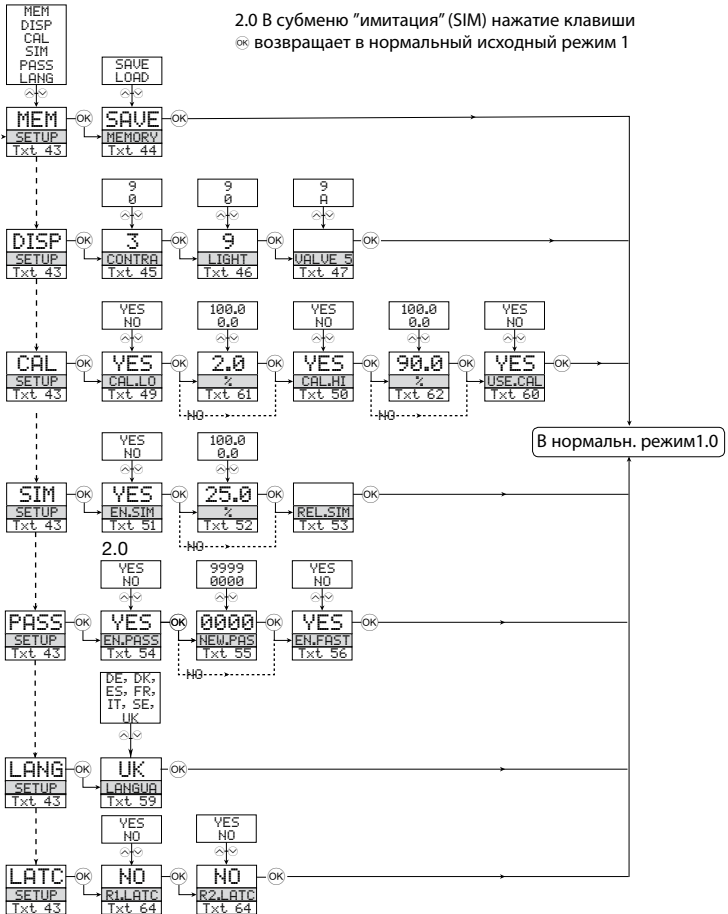 MEM
DISP
CAL
SIM
PASS
LANG
2.0 В субменю ”имитация” (SIM) нажатие клавиши
OK возвращает в нормальный исходный режим 1
SAVE
LOAD
MEM OK SAVE OK
SETUP MEMORY
Txt 43 Txt 44
9 9 9
0 0 A
DISP OK 3 OK 9 OK OK
SETUP CONTRA LIGHT VALVE 5
Txt 43 Txt 45 Txt 46 Txt 47
YES 100.0 YES 100.0 YES
NO 0.0 NO 0.0 NO
CAL OK YES OK 2.0 OK YES OK 90.0 OK YES OK
SETUP CAL.LO % CAL.HI % USE.CAL
Txt 43 Txt 49 Txt 61 Txt 50 Txt 62 Txt 60
NO NO
В нормальн. режим1.0
YES 100.0
NO 0.0
SIM OK YES OK 25.0 OK OK
SETUP EN.SIM % REL.SIM
Txt 43 Txt 51 Txt 52 Txt 53
NO
2.0
YES 9999 YES
NO 0000 NO
PASS OK YES OK 0000 OK YES OK
SETUP EN.PASS NEW.PAS EN.FAST
Txt 43 Txt 54 Txt 55 Txt 56
NO
DE, DK,
ES, FR,
IT, SE,
UK
LANG OK UK OK
SETUP LANGUA
Txt 43 Txt 59
YES YES
NO NO
LATC OK NO OK NO OK
SETUP R1.LATC R2.LATC
Txt 43 Txt 64 Txt 64